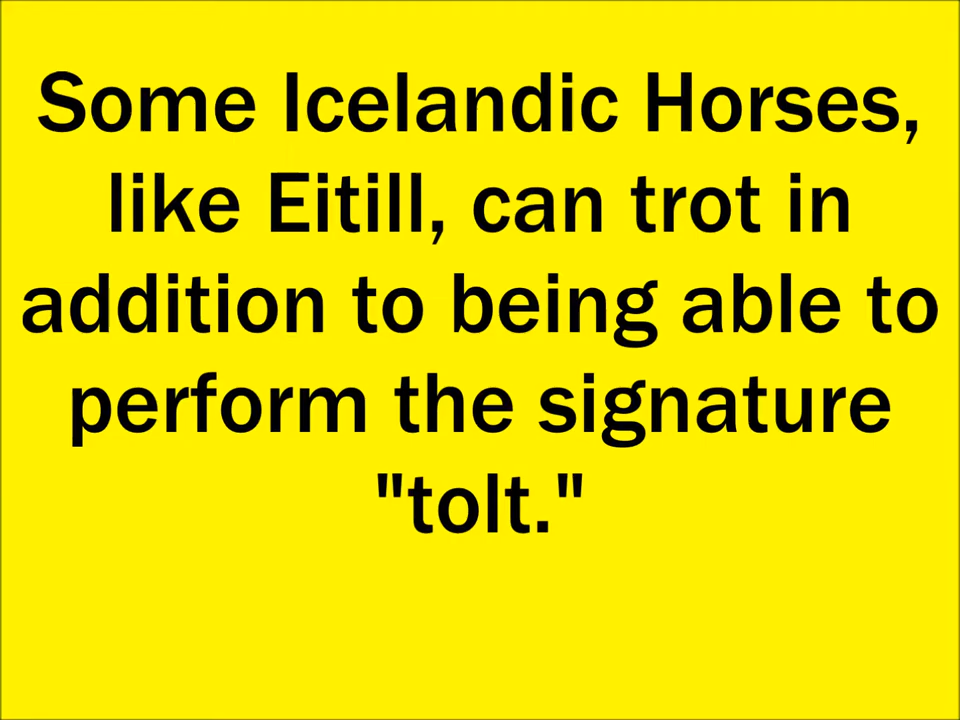 Some Icelandic Horses,
like Eitill, can trot in
addition to being able to
perform the signature
"tolt."